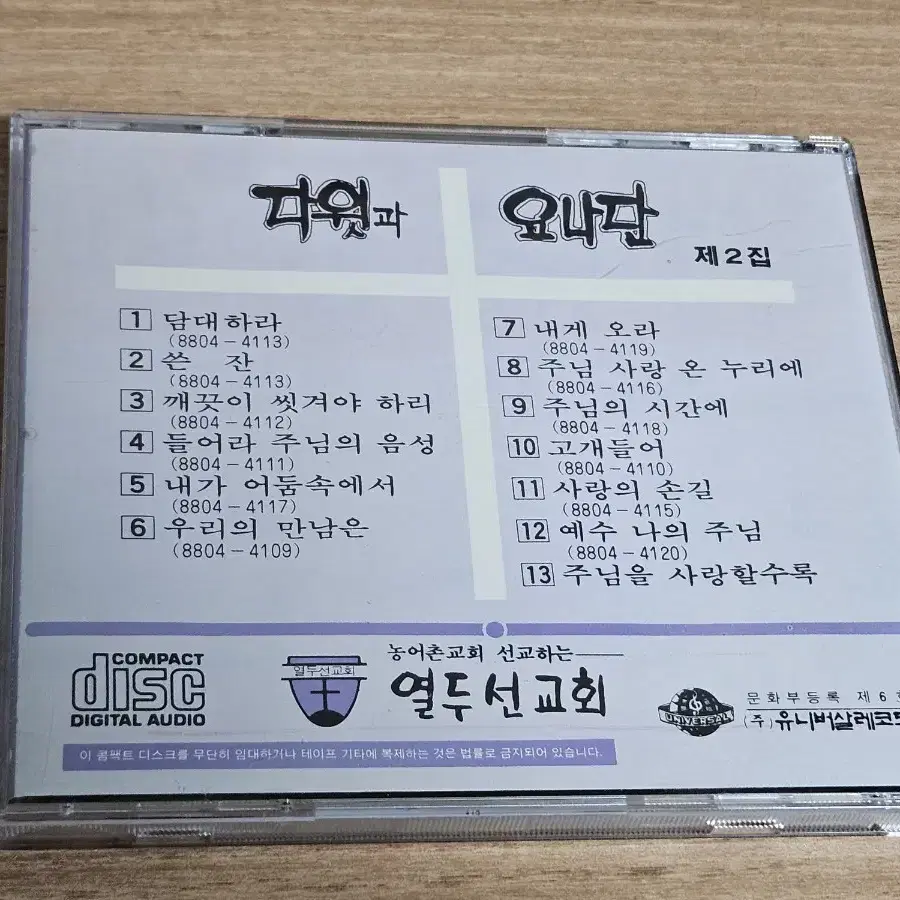 다윗과 요나단
제2집
1 담대하라
(8804-4113)
2 쓴 잔
(8804-4113)
3 깨끗이 씻겨야 하리
(8804-4112)
4 들어라 주님의 음성
(8804-4111)
5 내가 어둠속에서
(8804-4117)
6 우리의 만남은
(8804-4109)
7 내게 오라
(8804-4119)
8 주님 사랑 온 누리에
(8804-4116)
9 주님의 시간에
(8804-4118)
10 고개들어
(8804-4110)
11 사랑의 손길
(8804-4115)
12 예수 나의 주님
(8804-4120)
13 주님을 사랑할수록
COMPACT
disc
DIGITAL AUDIO
열두선교회
농어촌교회 선교하는
열두선교회
UNIVERSAL
문화부등록 제6
(주)유니버살레코드
이 콤팩트 디스크를 무단히 임대하거나 테이프 기타에 복제하는 것은 법률로 금지되어 있습니다.